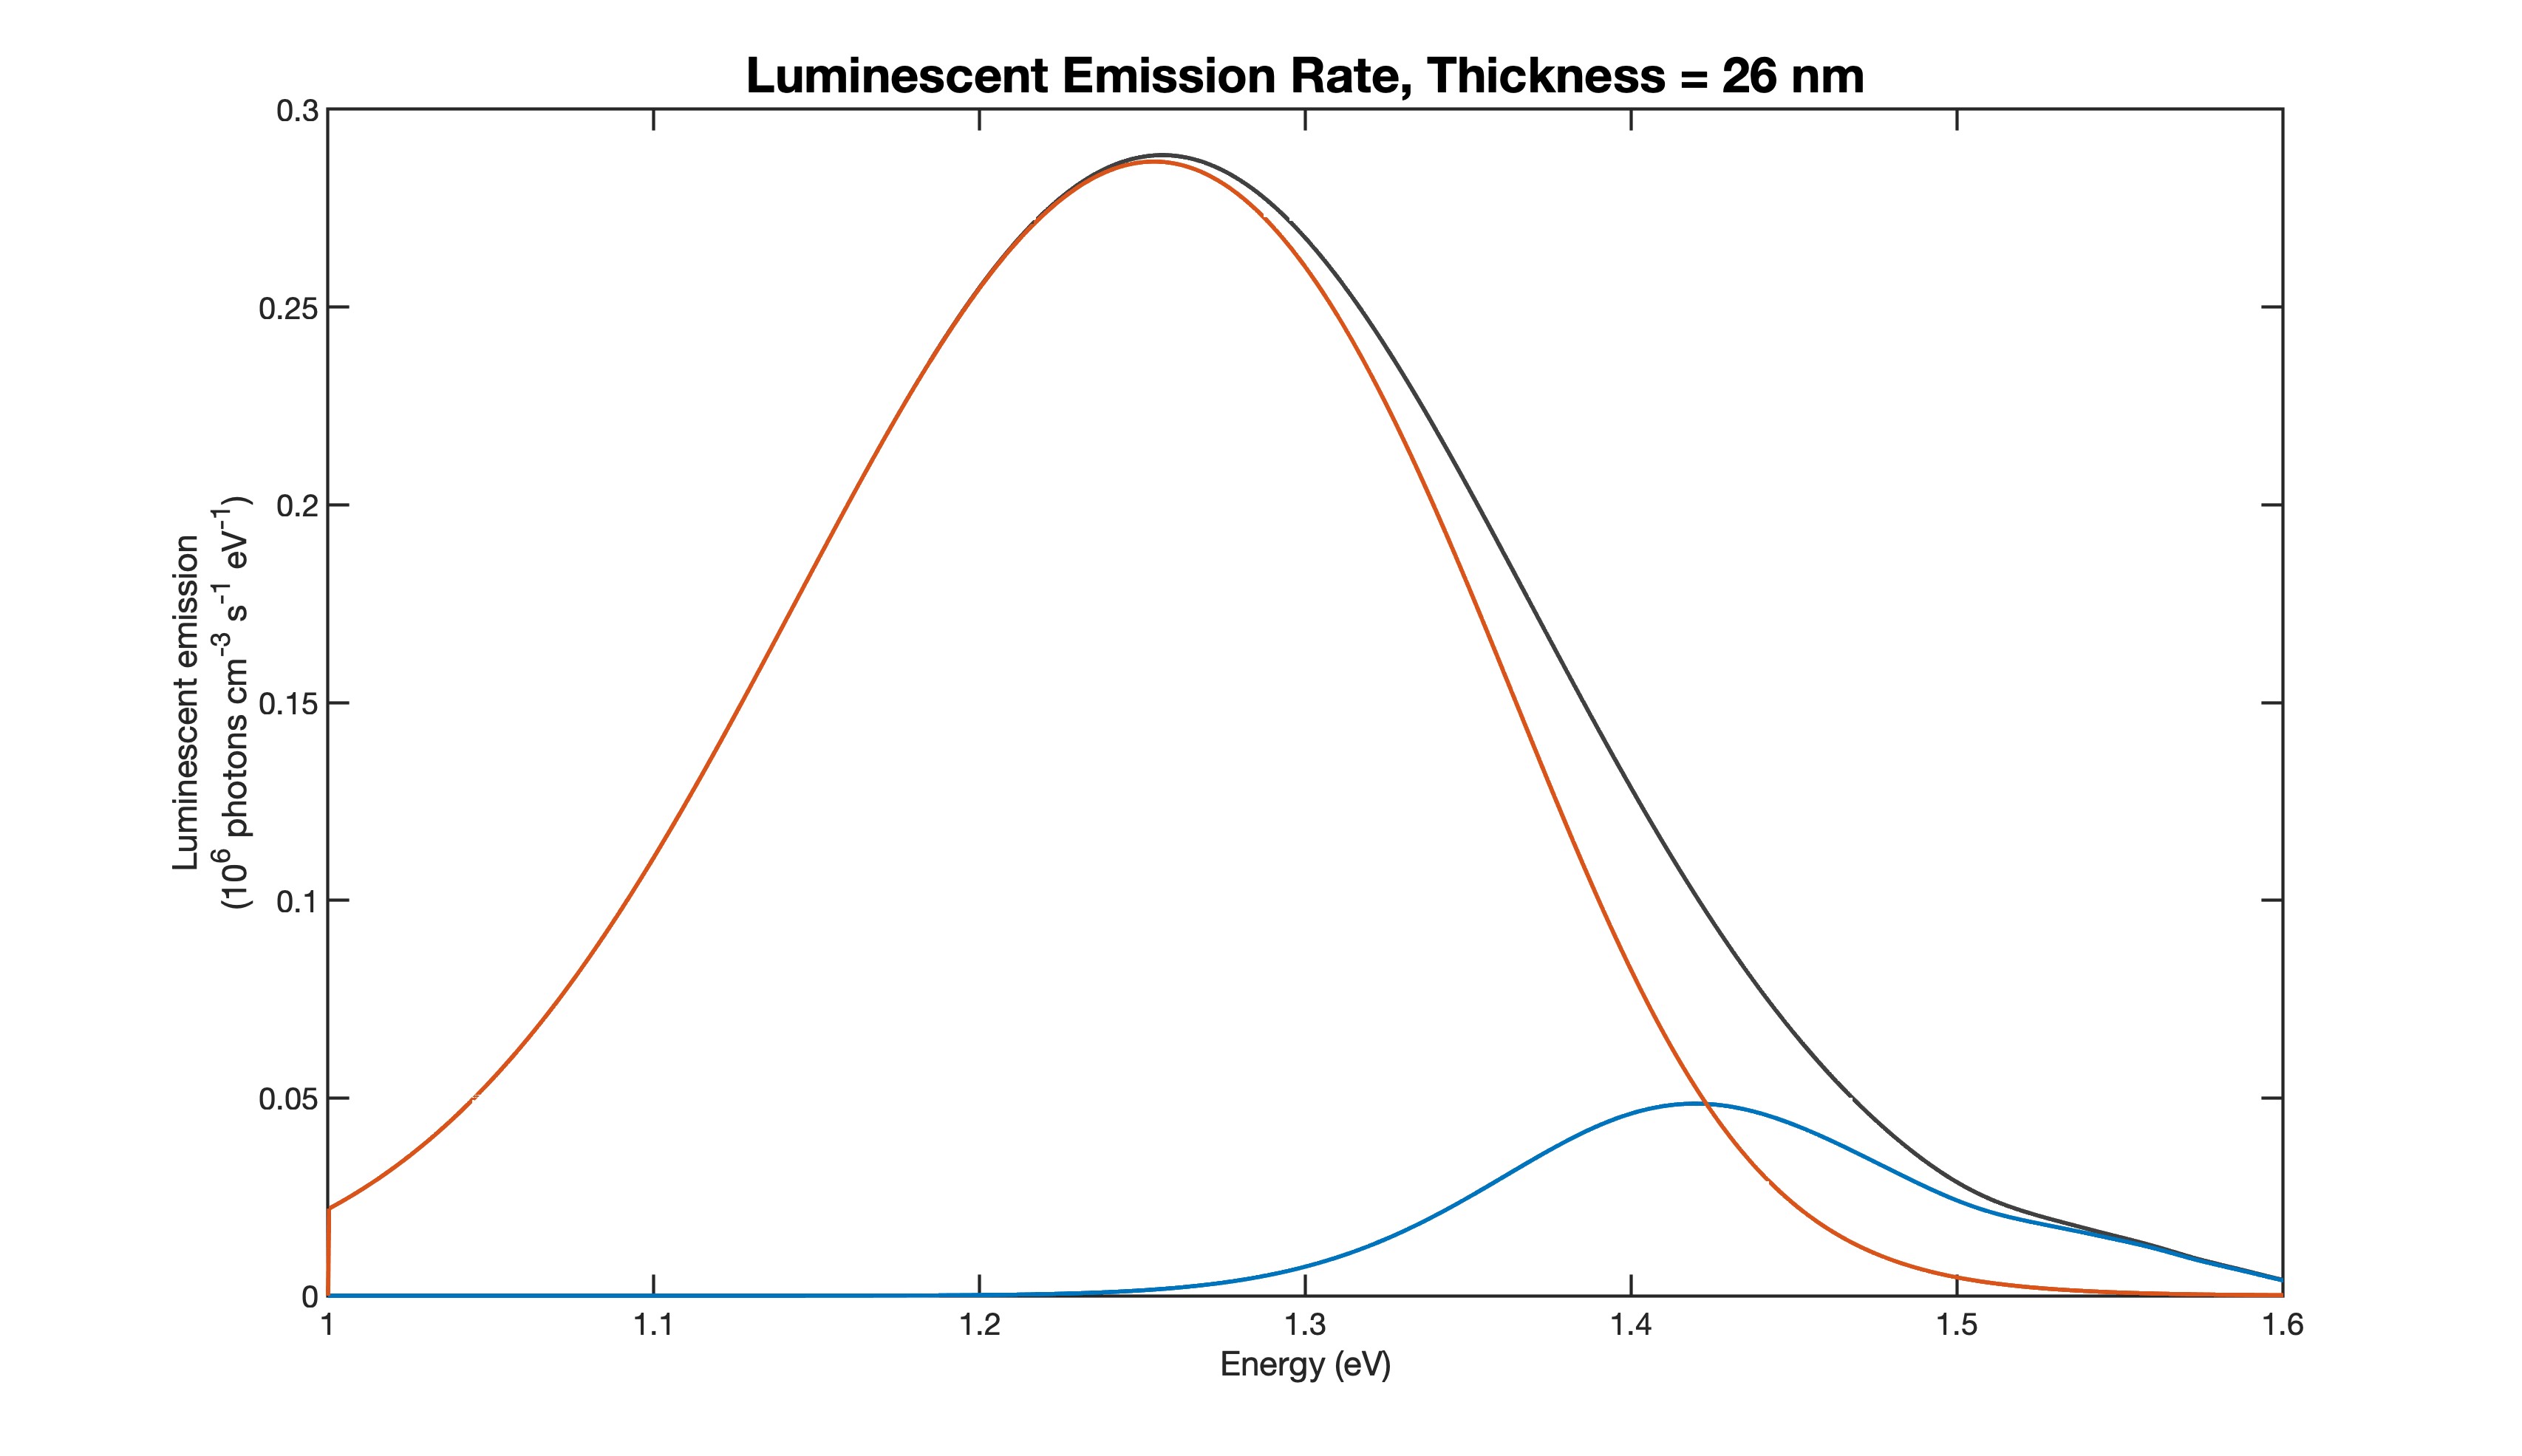 Luminescent Emission Rate, Thickness = 26 nm
0.3
0.25
0.2
0.15
0.1
0.05
0
Luminescent emission
(10⁶ photons cm⁻³ s⁻¹ eV⁻¹)
1 1.1 1.2 1.3 1.4 1.5 1.6
Energy (eV)